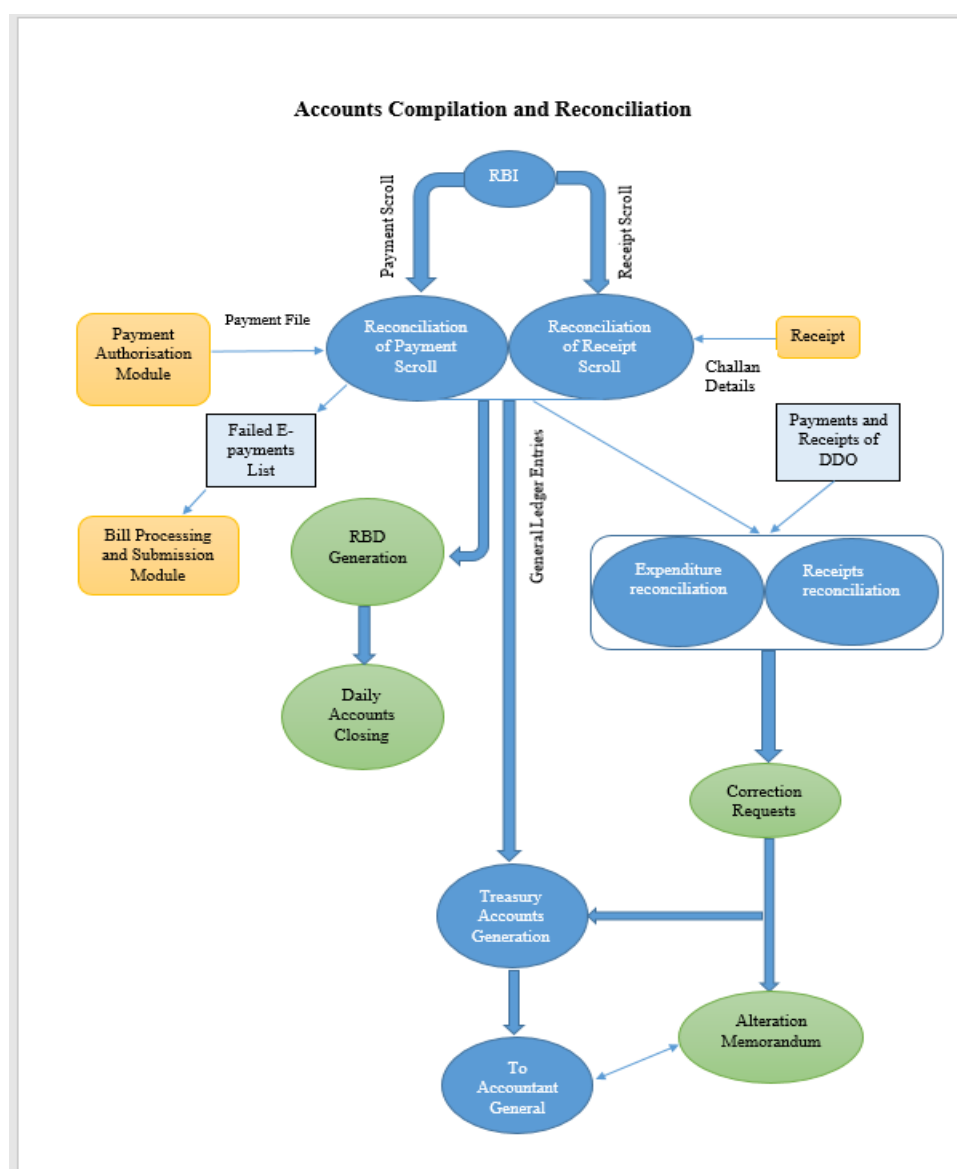 Accounts Compilation and Reconciliation
RBI
Payment Scroll
Receipt Scroll
Payment
Authorisation
Module
Payment File
Reconciliation
of Payment
Scroll
Reconciliation
of Receipt
Scroll
Receipt
Challan
Details
Failed E-
payments
List
Payments and
Receipts of
DDO
Bill Processing
and Submission
Module
RBD
Generation
General Ledger Entries
Expenditure
reconciliation
Receipts
reconciliation
Daily
Accounts
Closing
Correction
Requests
Treasury
Accounts
Generation
Alteration
Memorandum
To
Accountant
General